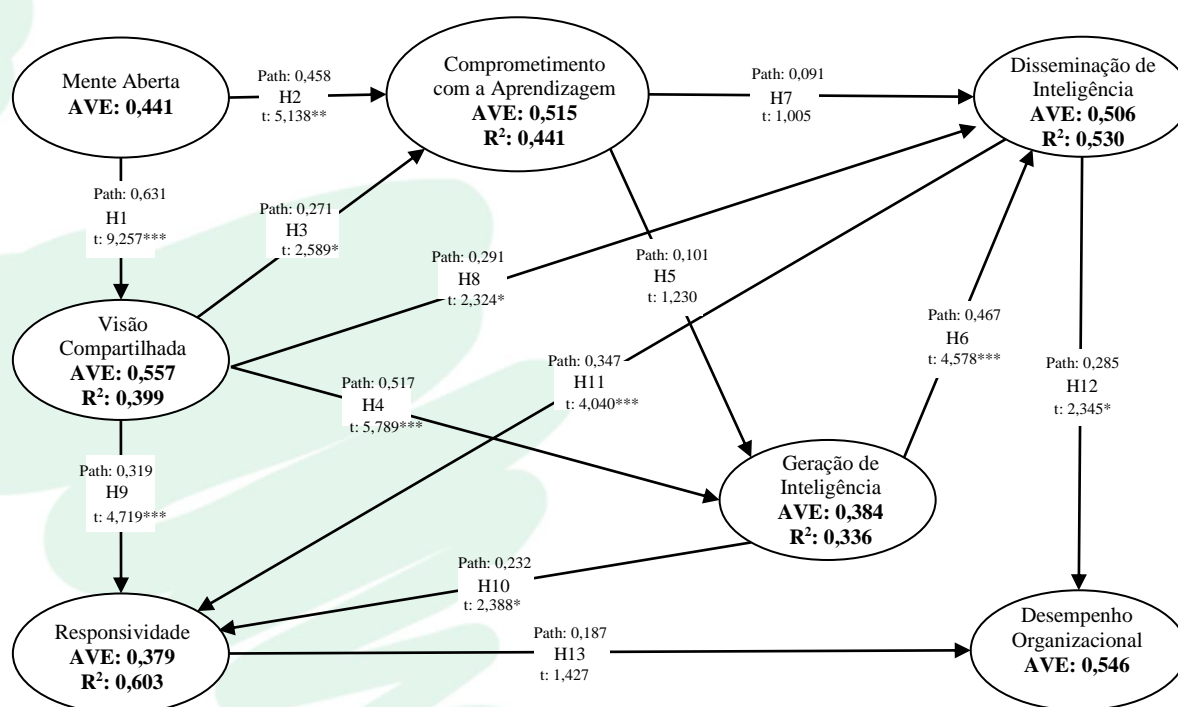 Mente Aberta
AVE: 0,441
Path: 0,458
H2
t: 5,138**
Comprometimento
com a Aprendizagem
AVE: 0,515
R²: 0,441
Path: 0,091
H7
t: 1,005
Disseminação de
Inteligência
AVE: 0,506
R²: 0,530
Path: 0,631
H1
t: 9,257***
Path: 0,271
H3
t: 2,589*
Path: 0,291
H8
t: 2,324*
Path: 0,101
H5
t: 1,230
Path: 0,467
H6
t: 4,578***
Visão
Compartilhada
AVE: 0,557
R²: 0,399
Path: 0,517
H4
t: 5,789***
Path: 0,347
H11
t: 4,040***
Path: 0,285
H12
t: 2,345*
Path: 0,319
H9
t: 4,719***
Geração de
Inteligência
AVE: 0,384
R²: 0,336
Path: 0,232
H10
t: 2,388*
Responsividade
AVE: 0,379
R²: 0,603
Path: 0,187
H13
t: 1,427
Desempenho
Organizacional
AVE: 0,546